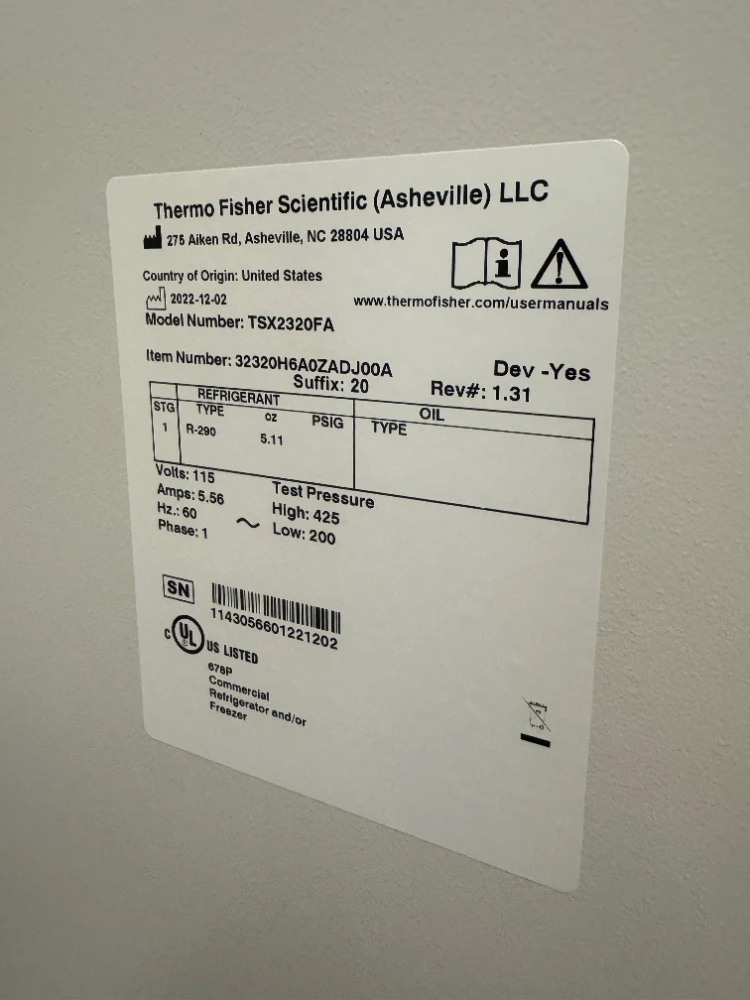 Thermo Fisher Scientific (Asheville) LLC
275 Aiken Rd, Asheville, NC 28804 USA
Country of Origin: United States
2022-12-02
www.thermofisher.com/usermanuals
Model Number: TSX2320FA
Item Number: 32320H6A0ZADJ00A
Dev -Yes
Suffix: 20
Rev#: 1.31
REFRIGERANT
OIL
STG TYPE oz PSIG TYPE
1 R-290 5.11
Volts: 115
Amps: 5.56
Hz.: 60
Phase: 1
Test Pressure
High: 425
Low: 200
SN
1143056601221202
C UL US LISTED
678P
Commercial
Refrigerator and/or
Freezer